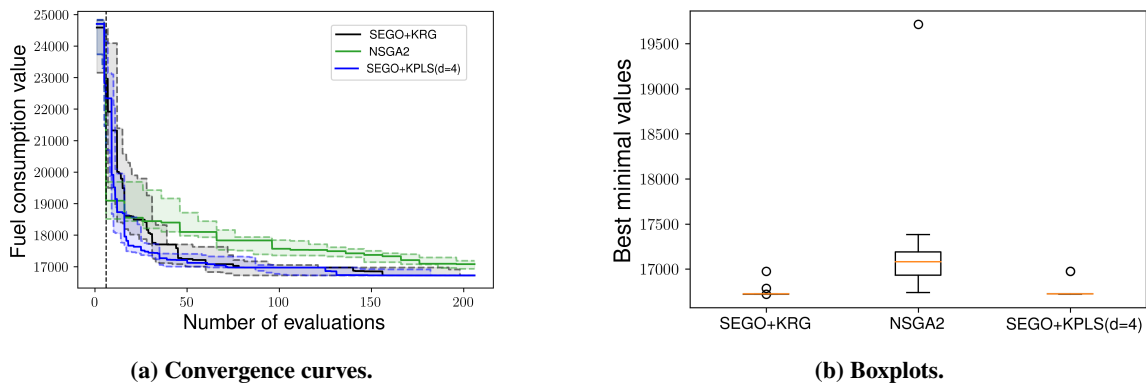 Fuel consumption value
25000
24000
23000
22000
21000
20000
19000
18000
17000
0
50
100
150
200
Number of evaluations
SEGO+KRG
NSGA2
SEGO+KPLS(d=4)
(a) Convergence curves.
Best minimal values
19500
19000
18500
18000
17500
17000
SEGO+KRG
NSGA2
SEGO+KPLS(d=4)
(b) Boxplots.